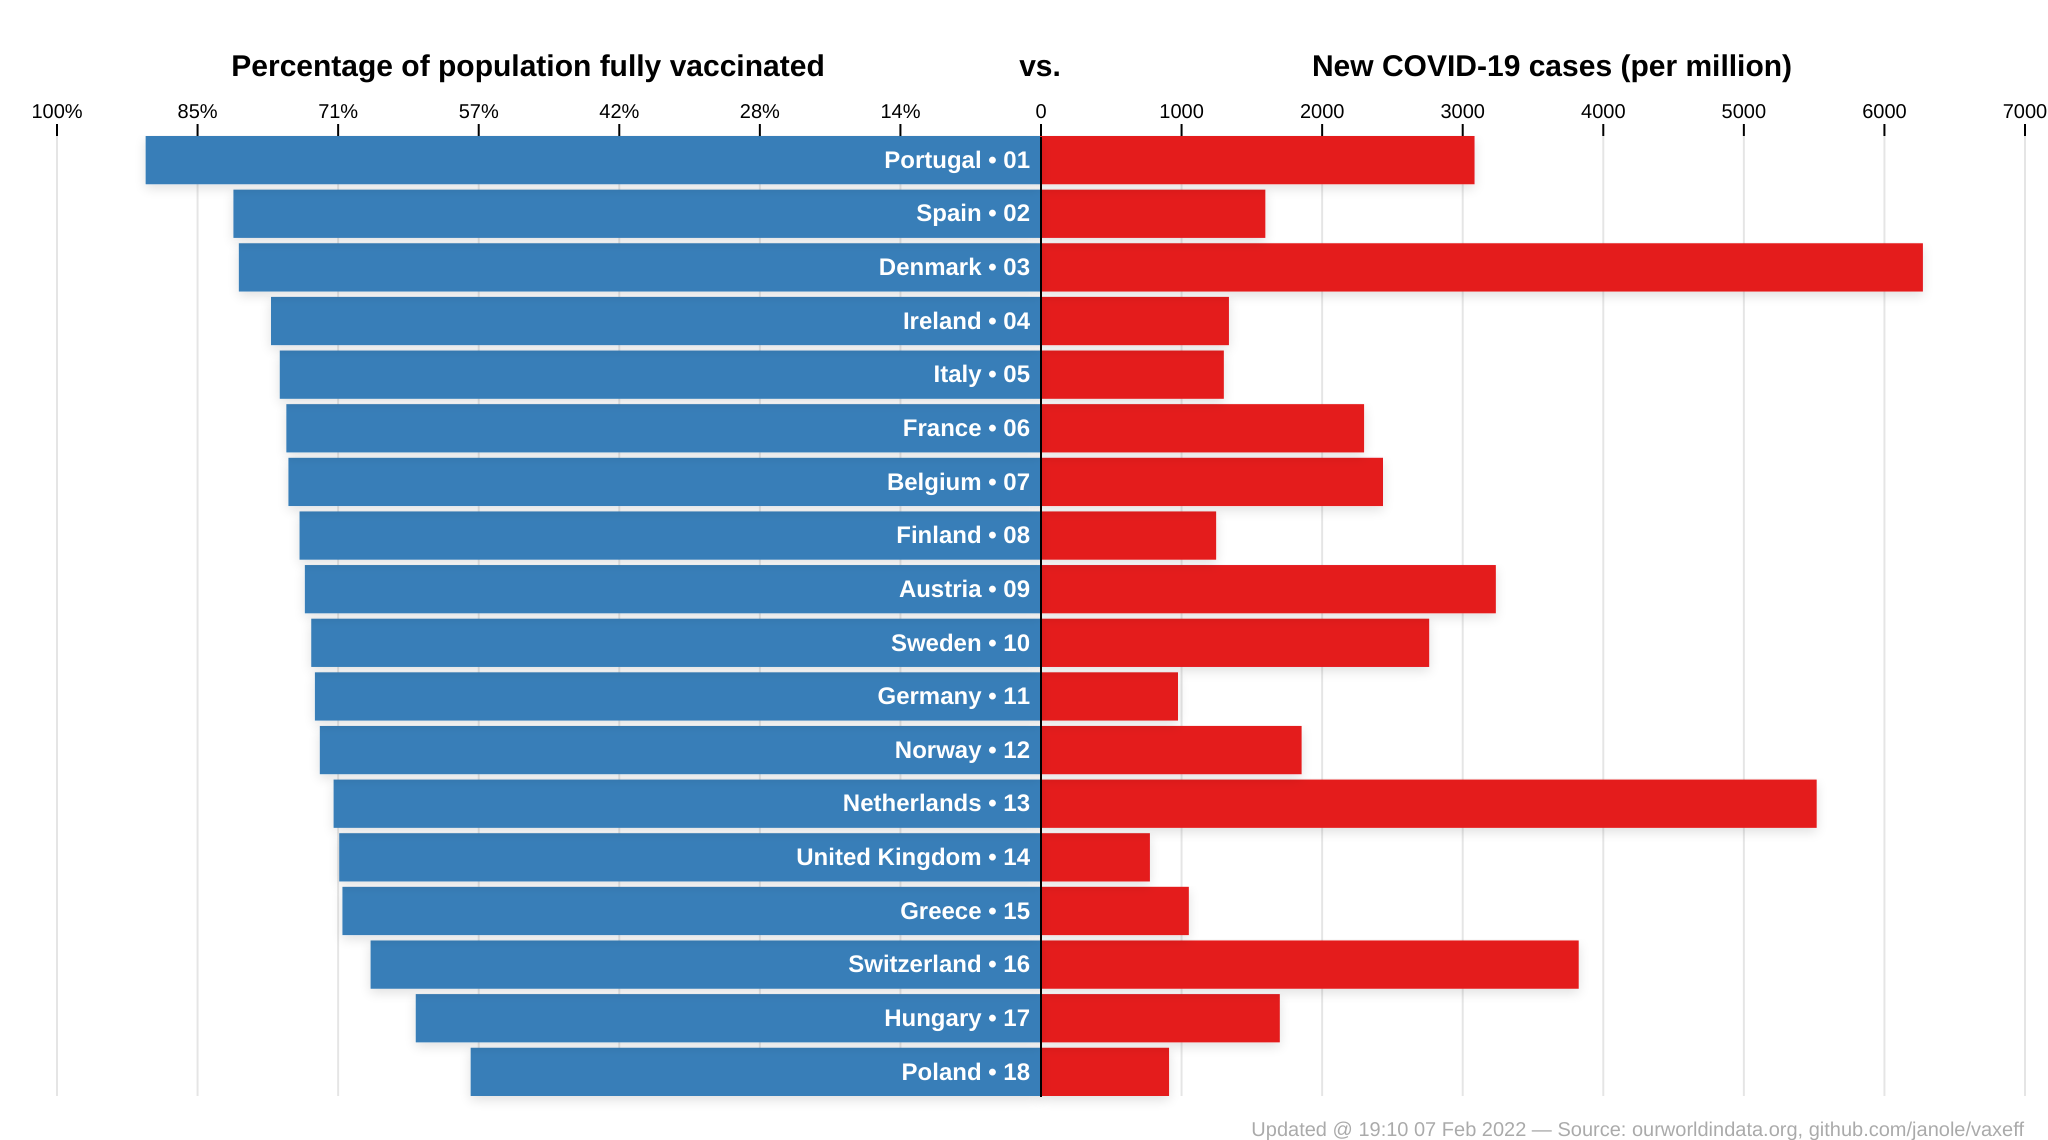 Percentage of population fully vaccinated vs. New COVID-19 cases (per million)
100% 85% 71% 57% 42% 28% 14% 0 1000 2000 3000 4000 5000 6000 7000
Portugal • 01
Spain • 02
Denmark • 03
Ireland • 04
Italy • 05
France • 06
Belgium • 07
Finland • 08
Austria • 09
Sweden • 10
Germany • 11
Norway • 12
Netherlands • 13
United Kingdom • 14
Greece • 15
Switzerland • 16
Hungary • 17
Poland • 18
Updated @ 19:10 07 Feb 2022 — Source: ourworldindata.org, github.com/janole/vaxeff